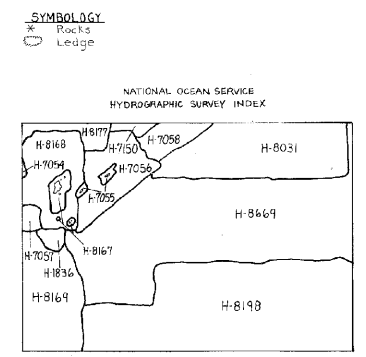 SYMBOLOGY
Rocks
Ledge
NATIONAL OCEAN SERVICE
HYDROGRAPHIC SURVEY INDEX
H-8177
H-8168
H-7150
H-7058
H-8031
H-7054
H-7056
H-7055
H-8669
H-8167
H-7057
H-1836
H-8169
H-8198